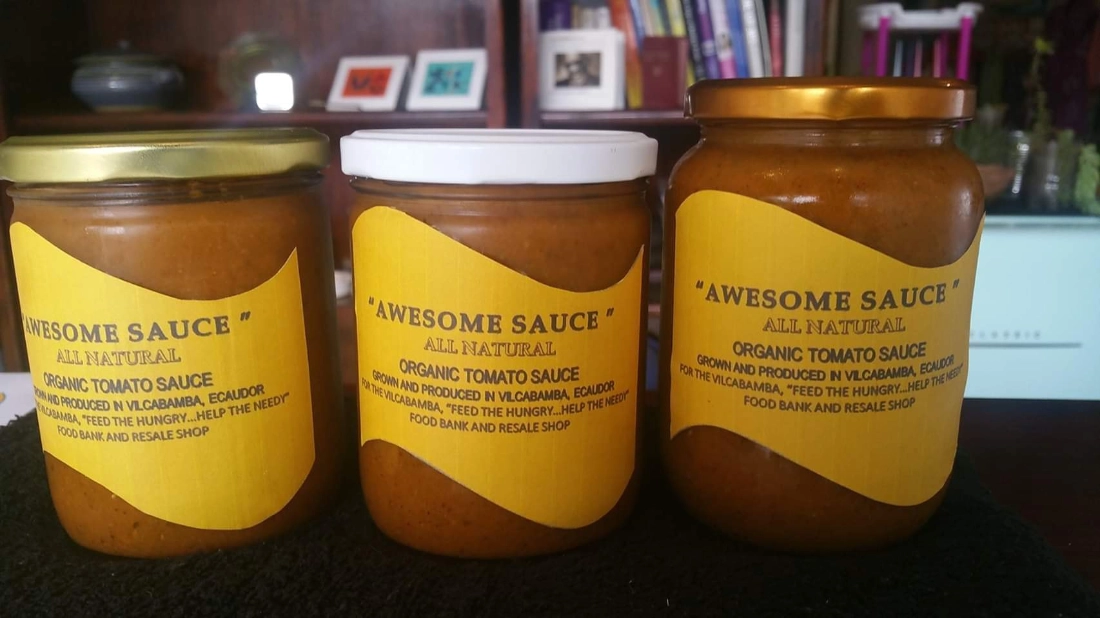 "AWESOME SAUCE"
ALL NATURAL
ORGANIC TOMATO SAUCE
GROWN AND PRODUCED IN VILCABAMBA, ECAUDOR
VILCABAMBA, "FEED THE HUNGRY...HELP THE NEEDY"
FOOD BANK AND RESALE SHOP
"AWESOME SAUCE"
ALL NATURAL
ORGANIC TOMATO SAUCE
GROWN AND PRODUCED IN VILCABAMBA, ECAUDOR
FOR THE VILCABAMBA, "FEED THE HUNGRY...HELP THE NEEDY"
FOOD BANK AND RESALE SHOP
"AWESOME SAUCE"
ALL NATURAL
ORGANIC TOMATO SAUCE
GROWN AND PRODUCED IN VILCABAMBA, ECAUDOR
FOR THE VILCABAMBA, "FEED THE HUNGRY...HELP THE NEEDY"
FOOD BANK AND RESALE SHOP